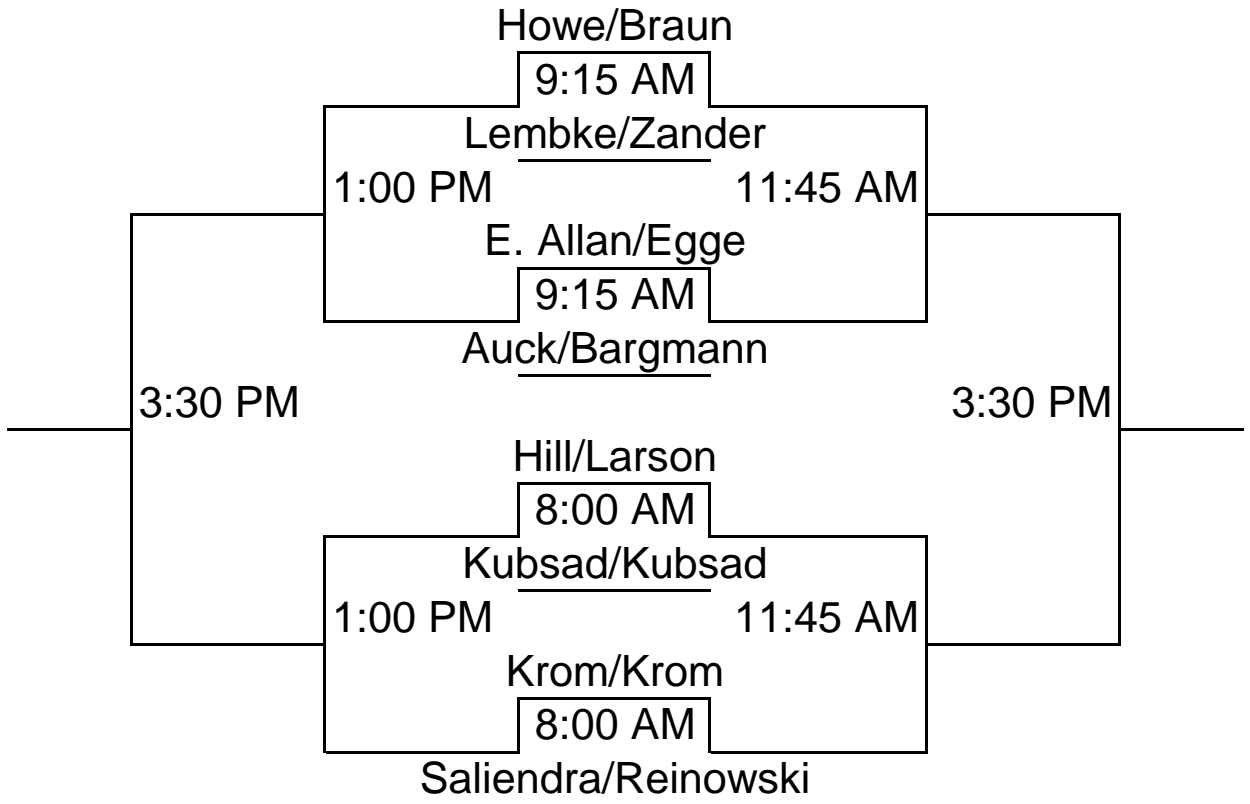 Howe/Braun
9:15 AM
Lembke/Zander
1:00 PM 11:45 AM
E. Allan/Egge
9:15 AM
Auck/Bargmann
3:30 PM 3:30 PM
Hill/Larson
8:00 AM
Kubsad/Kubsad
1:00 PM 11:45 AM
Krom/Krom
8:00 AM
Saliendra/Reinowski